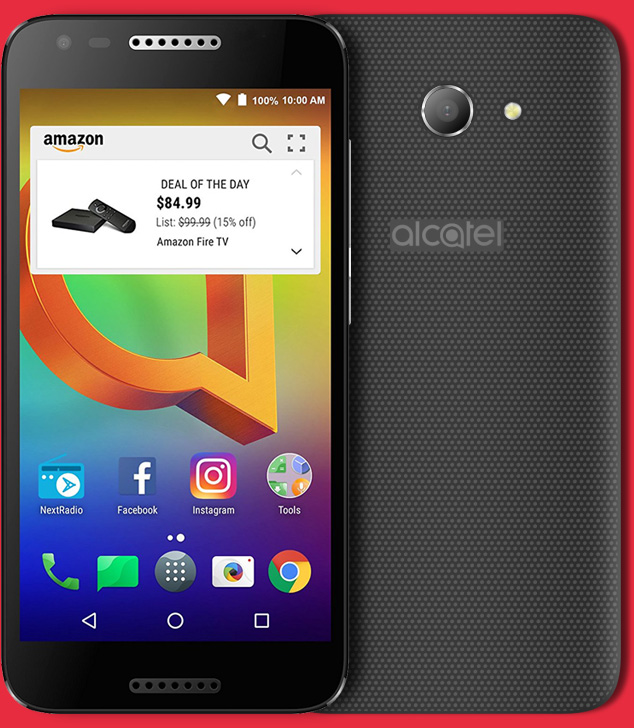 100% 10:00 AM
amazon
DEAL OF THE DAY
$84.99
List: $99.99 (15% off)
Amazon Fire TV
NextRadio
Facebook
Instagram
Tools
alcatel